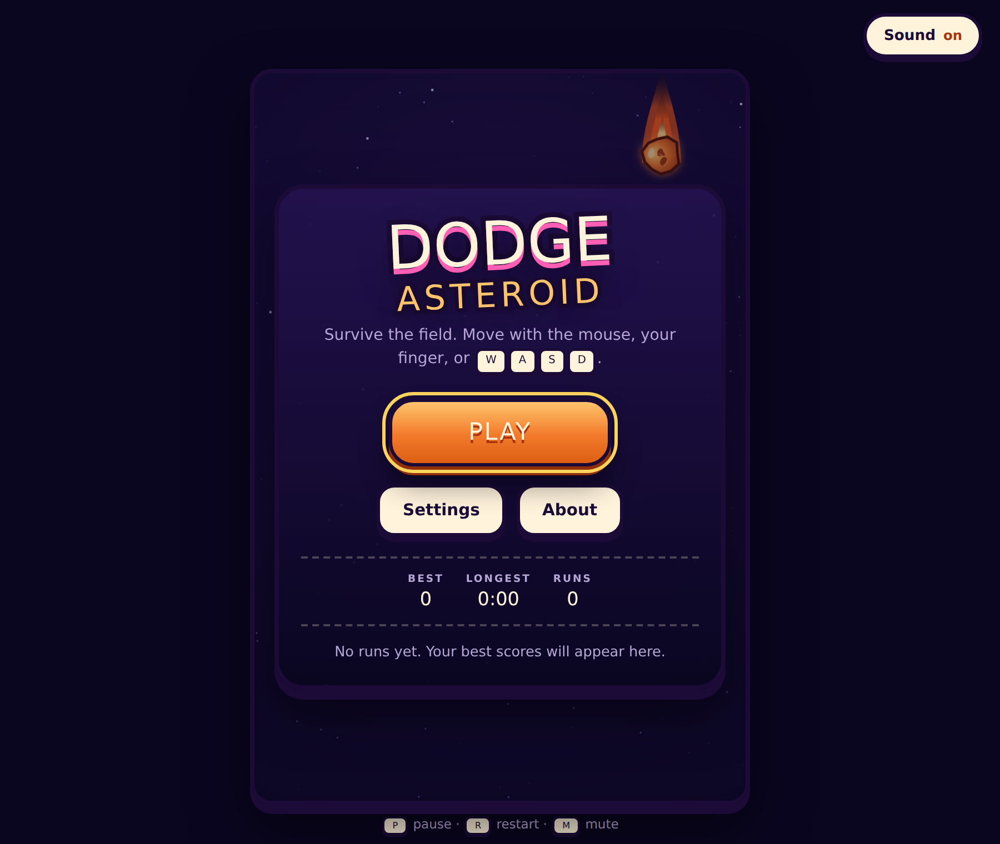 Sound on
DODGE
ASTEROID
Survive the field. Move with the mouse, your
finger, or W A S D .
PLAY
Settings About
BEST LONGEST RUNS
0 0:00 0
No runs yet. Your best scores will appear here.
P pause · R restart · M mute